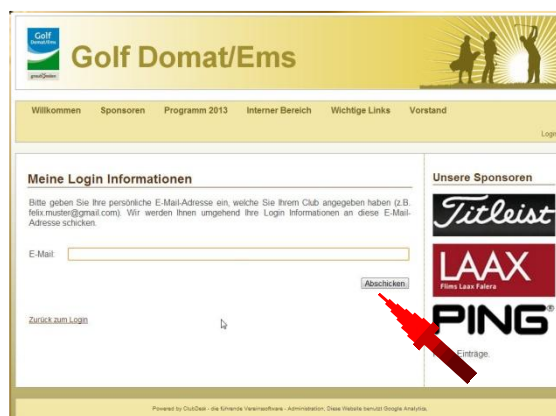 Golf
Domat/Ems
Golf Domat/Ems
Willkommen Sponsoren Programm 2013 Interner Bereich Wichtige Links Vorstand
Login
Meine Login Informationen
Bitte geben Sie Ihre persönliche E-Mail-Adresse ein, welche Sie Ihrem Club angegeben haben (z.B.
felix.muster@gmail.com). Wir werden Ihnen umgehend Ihre Login Informationen an diese E-Mail-
Adresse schicken.
E-Mail:
Abschicken
Zurück zum Login
Unsere Sponsoren
Titleist
LAAX
Flims Laax Falera
PING®
Einträge.
Powered by ClubDesk - die führende Vereinssoftware - Administration. Diese Website benutzt Google Analytics.